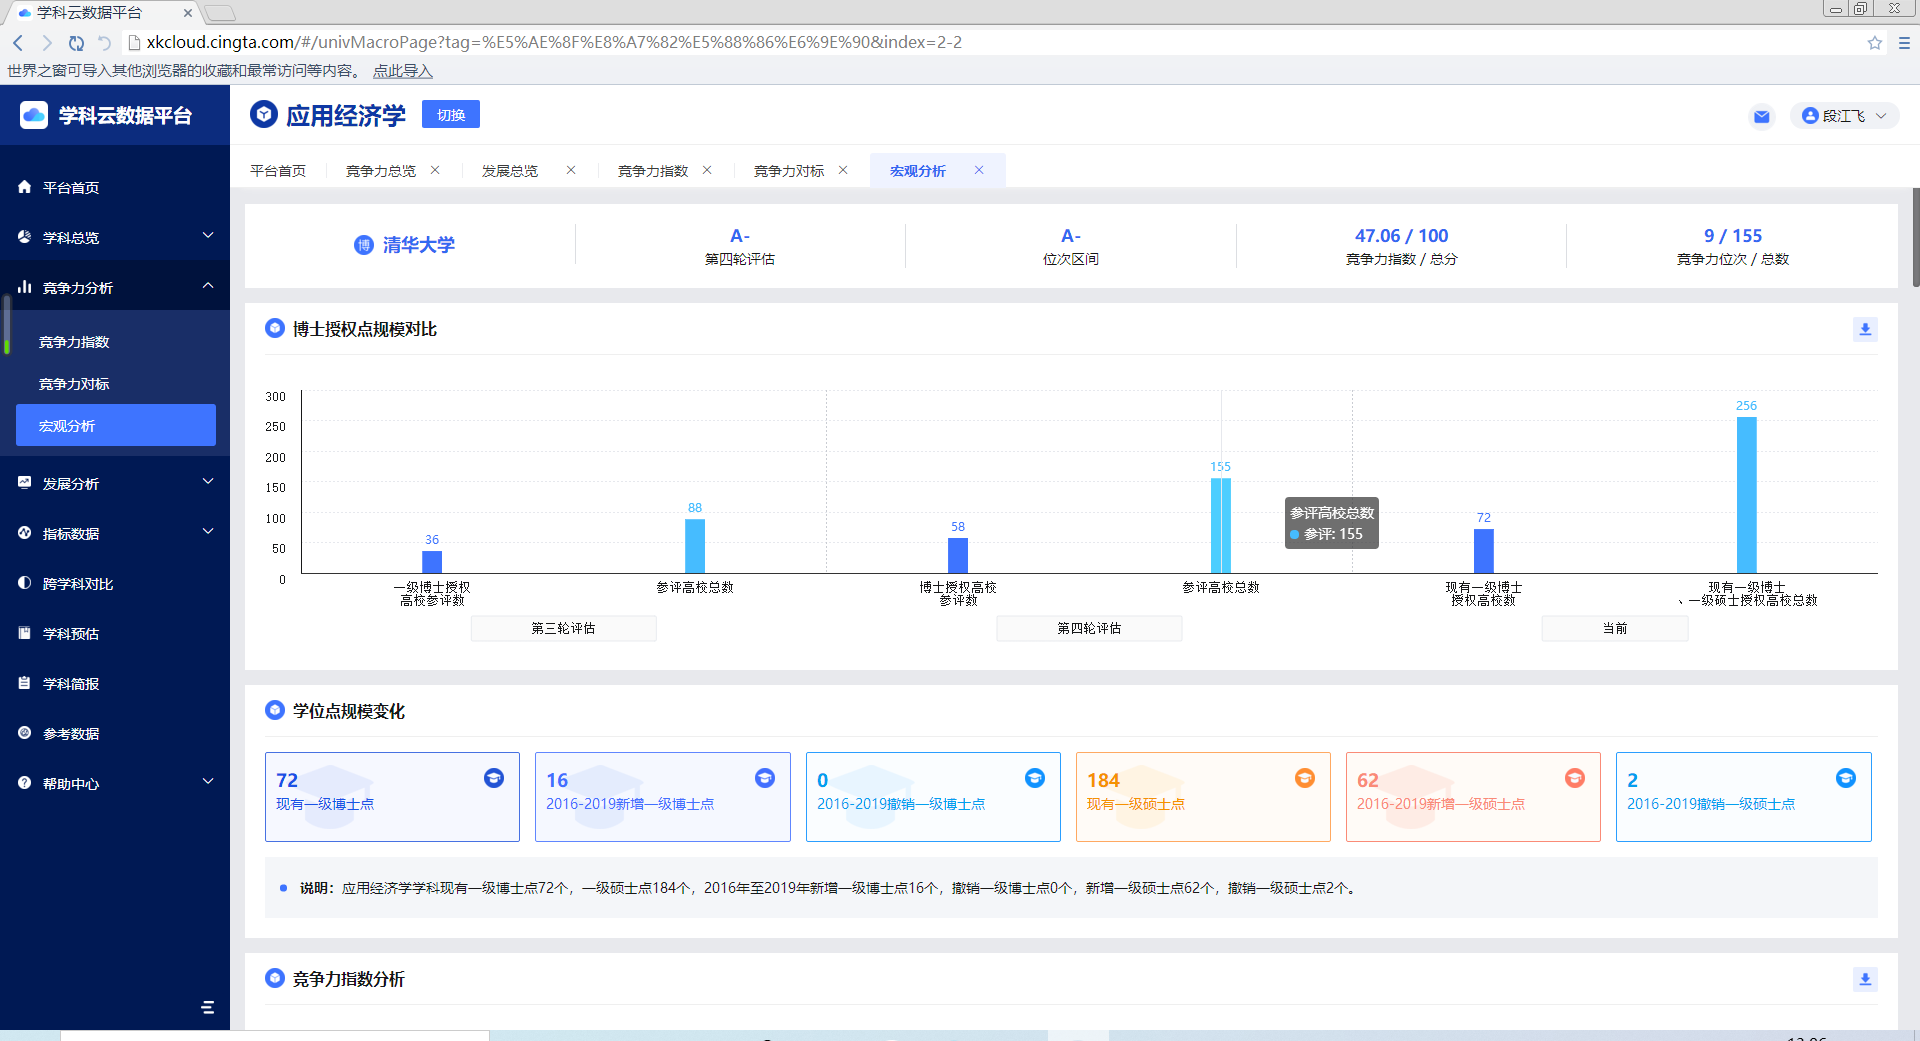 学科云数据平台
xkcloud.cingta.com/#/univMacroPage?tag=%E5%AE%8F%E8%A7%82%E5%88%86%E6%9E%90&index=2-2
世界之窗可导入其他浏览器的收藏和最常访问等内容。 点此导入
学科云数据平台
应用经济学 切换
段江飞
平台首页 竞争力总览 发展总览 竞争力指数 竞争力对标 宏观分析
平台首页
学科总览
竞争力分析
竞争力指数
竞争力对标
宏观分析
发展分析
指标数据
跨学科对比
学科预估
学科简报
参考数据
帮助中心
博 清华大学
A-
第四轮评估
A-
位次区间
47.06 / 100
竞争力指数 / 总分
9 / 155
竞争力位次 / 总数
博士授权点规模对比
300
250
200
150
100
50
0
36
88
58
155
72
256
参评高校总数
参评: 155
一级博士授权
高校参评数
参评高校总数
博士授权高校
参评数
参评高校总数
现有一级博士
授权高校数
现有一级博士
、一级硕士授权高校总数
第三轮评估
第四轮评估
当前
学位点规模变化
72
现有一级博士点
16
2016-2019新增一级博士点
0
2016-2019撤销一级博士点
184
现有一级硕士点
62
2016-2019新增一级硕士点
2
2016-2019撤销一级硕士点
说明：应用经济学学科现有一级博士点72个，一级硕士点184个，2016年至2019年新增一级博士点16个，撤销一级博士点0个，新增一级硕士点62个，撤销一级硕士点2个。
竞争力指数分析